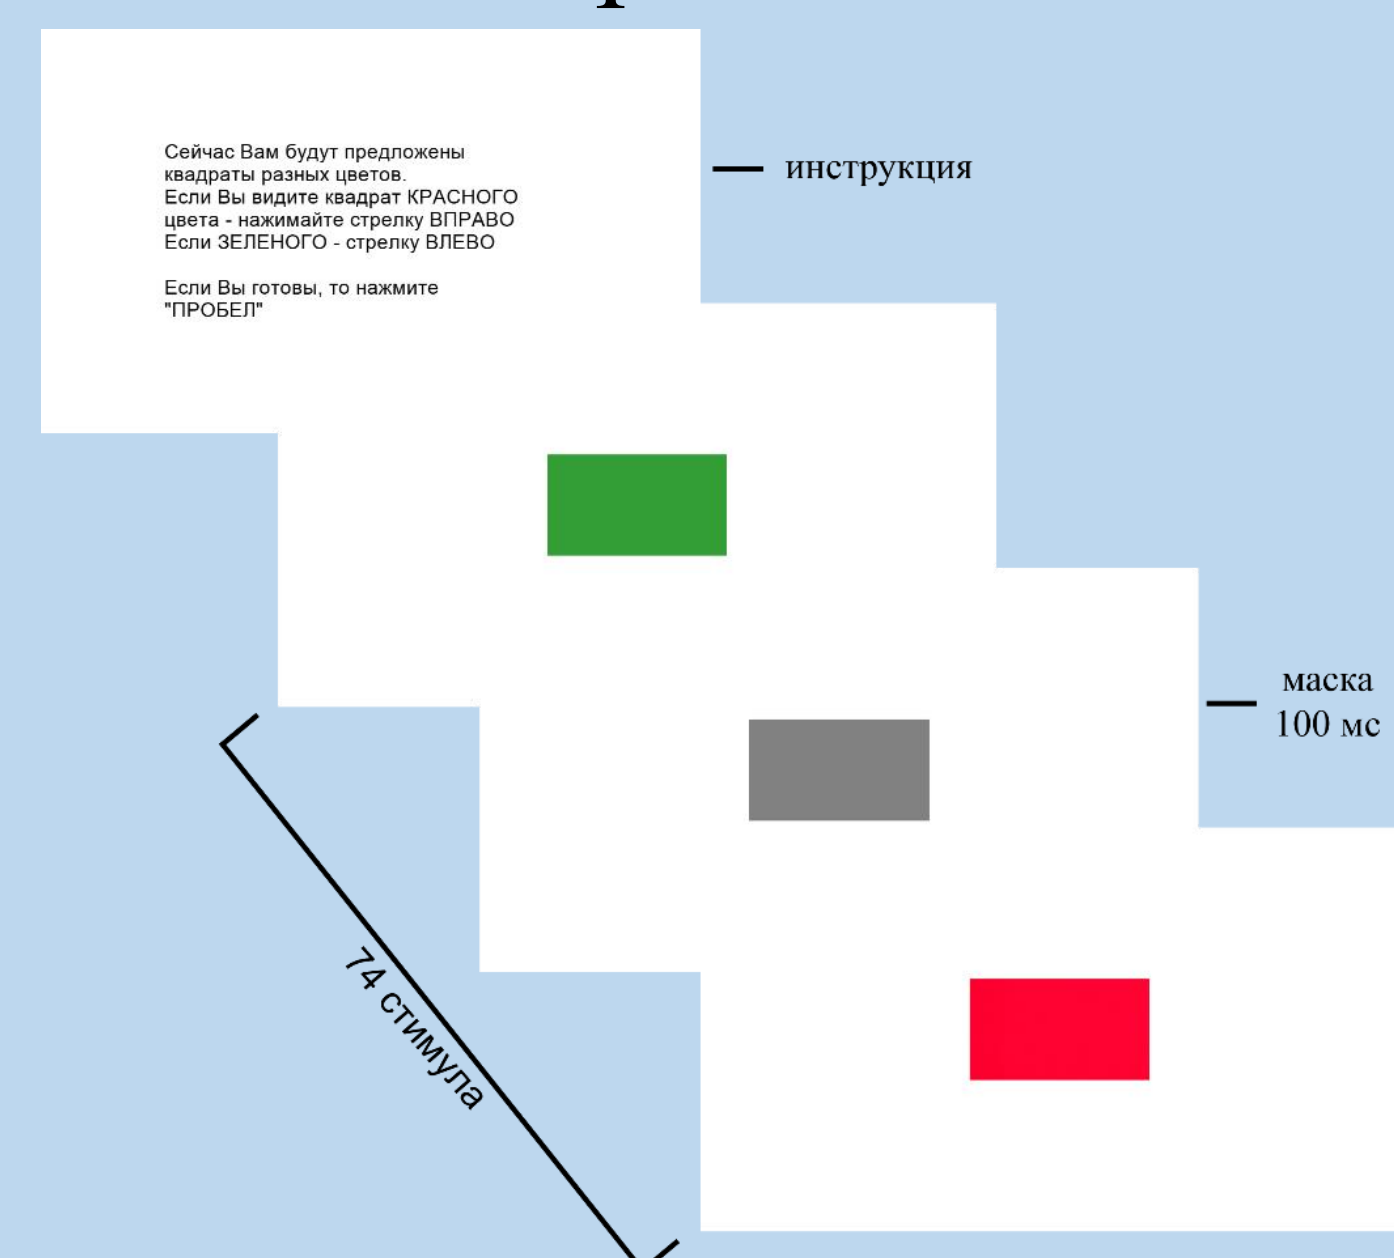 Сейчас Вам будут предложены
квадраты разных цветов.
Если Вы видите квадрат КРАСНОГО
цвета - нажимайте стрелку ВПРАВО
Если ЗЕЛЕНОГО - стрелку ВЛЕВО
Если Вы готовы, то нажмите
"ПРОБЕЛ"
инструкция
маска
100 мс
74 стимула